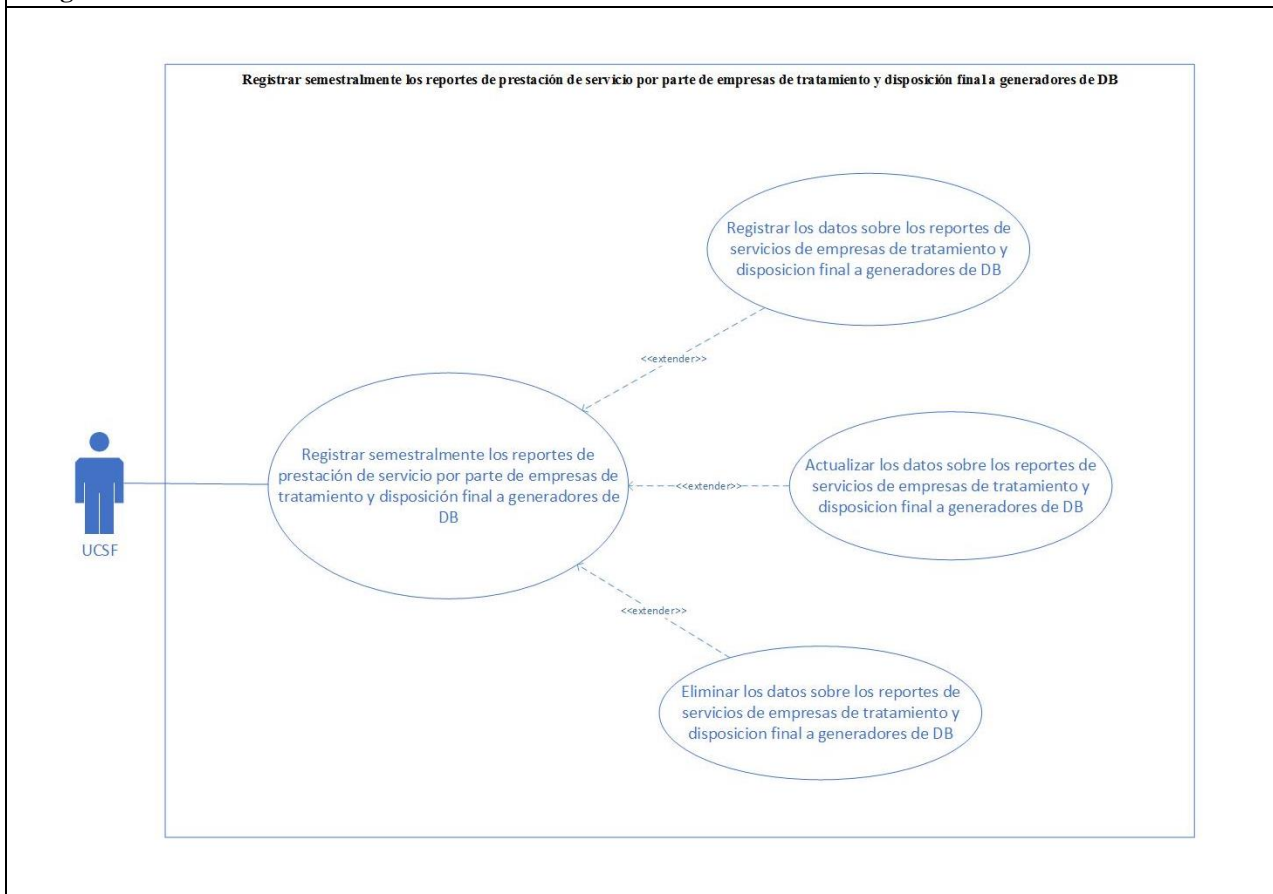 Registrar semestralmente los reportes de prestación de servicio por parte de empresas de tratamiento y disposición final a generadores de DB
Registrar los datos sobre los reportes de
servicios de empresas de tratamiento y
disposicion final a generadores de DB
<<extender>>
Registrar semestralmente los reportes de
prestación de servicio por parte de empresas de
tratamiento y disposición final a generadores de
DB
<<extender>>
Actualizar los datos sobre los reportes de
servicios de empresas de tratamiento y
disposicion final a generadores de DB
UCSF
<<extender>>
Eliminar los datos sobre los reportes de
servicios de empresas de tratamiento y
disposicion final a generadores de DB